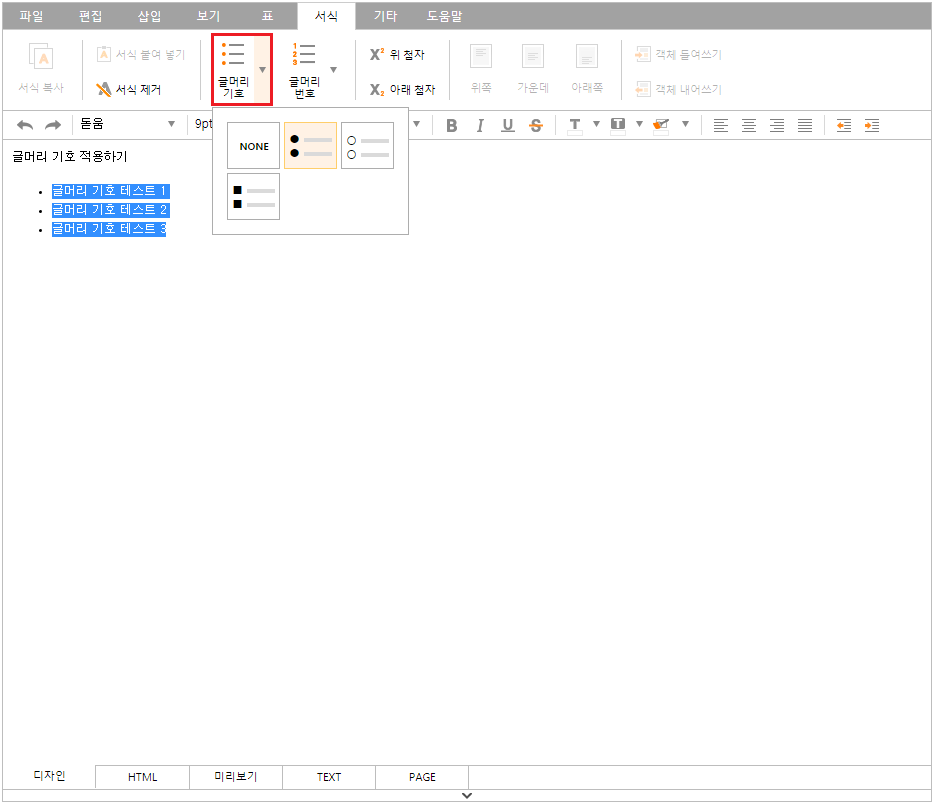 파일 편집 삽입 보기 표 서식 기타 도움말
서식 복사
서식 붙여 넣기
서식 제거
글머리
기호
1
2
3
글머리
번호
X² 위 첨자
X₂ 아래 첨자
위쪽 가운데 아래쪽
객체 들여쓰기
객체 내어쓰기
돋움 9pt B I U S T T
NONE
글머리 기호 적용하기
• 글머리 기호 테스트 1
• 글머리 기호 테스트 2
• 글머리 기호 테스트 3
디자인 HTML 미리보기 TEXT PAGE